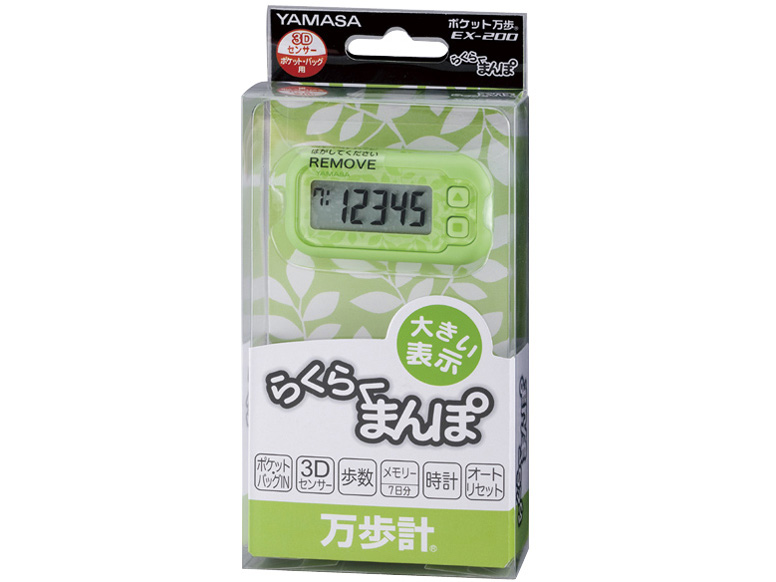 YAMASA
3D
センサー
ポケット・バッグ
用
ポケット万歩®
EX-200
らくらく
まんぽ
はがしてください
REMOVE
YAMASA
7: 12345
大きい
表示
らくらく
まんぽ
ポケット
・バッグIN
3D
センサー
歩数
メモリー
7日分
時計
オート
リセット
万歩計®